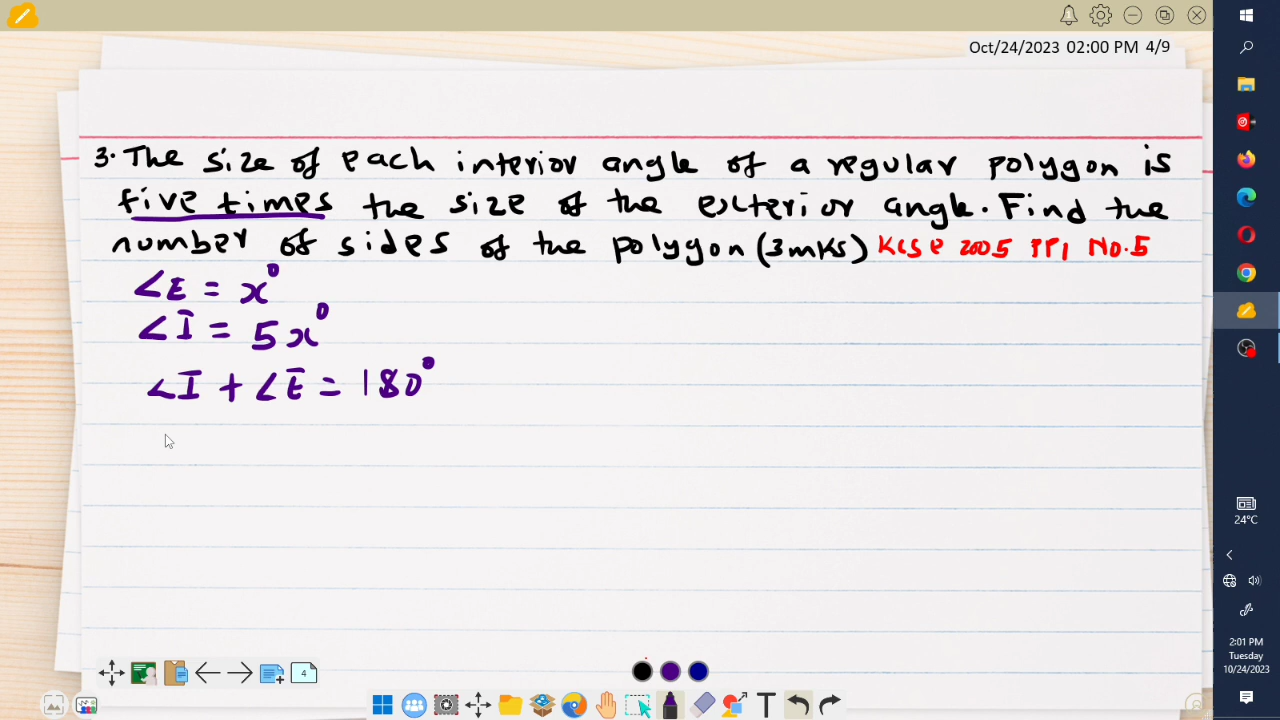 Oct/24/2023 02:00 PM 4/9
3. The size of each interior angle of a regular polygon is
five times the size of the exterior angle. Find the
number of sides of the polygon (3mks) KCSE 2005 PP1 NO.5
∠E = x°
∠I = 5x°
∠I + ∠E = 180°
4
T
24°C
2:01 PM
Tuesday
10/24/2023